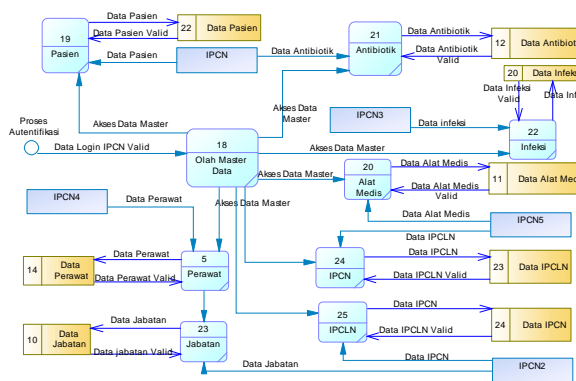 Data Pasien
22
Data Pasien
Data Pasien Valid
19
Pasien
Data Pasien
IPCN
Data Antibiotik
21
Antibiotik
Data Antibiotik
Data Antibiotik
Valid
12
Data Antibiotik
20
Data Infeksi
Data Infeksi
Valid
Data Infe
IPCN3
Data infeksi
22
Infeksi
Akses Data
Master
Proses
Autentifikasi
Akses Data Master
Data Login IPCN Valid
18
Olah Master
Data
Akses Data Master
Akses Data Master
Akses Data Master
20
Alat
Medis
Data Alat Medis
Data Alat Medis
Valid
11
Data Alat Med
Data Alat Medis
IPCN5
IPCN4
Data Perawat
Data IPCLN
24
IPCN
Data IPCLN
Data IPCLN Valid
23
Data IPCLN
14
Data
Perawat
Data Perawat
Data Perawat Valid
5
Perawat
25
IPCLN
Data IPCN
Data IPCLN Valid
24
Data IPCN
10
Data
Jabatan
Data Jabatan
Data jabatan Valid
23
Jabatan
Data Jabatan
Data IPCN
IPCN2